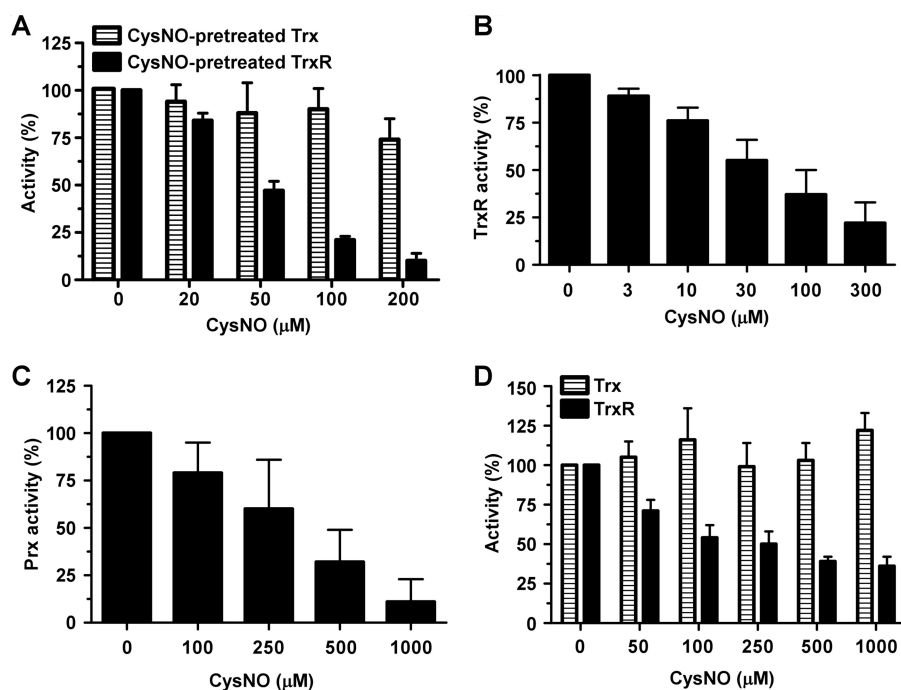 A
CysNO-pretreated Trx
CysNO-pretreated TrxR
125
100
75
50
25
0
Activity (%)
0 20 50 100 200
CysNO (µM)
B
100
75
50
25
0
TrxR activity (%)
0 3 10 30 100 300
CysNO (µM)
C
125
100
75
50
25
0
Prx activity (%)
0 100 250 500 1000
CysNO (µM)
D
Trx
TrxR
150
125
100
75
50
25
0
Activity (%)
0 50 100 250 500 1000
CysNO (µM)